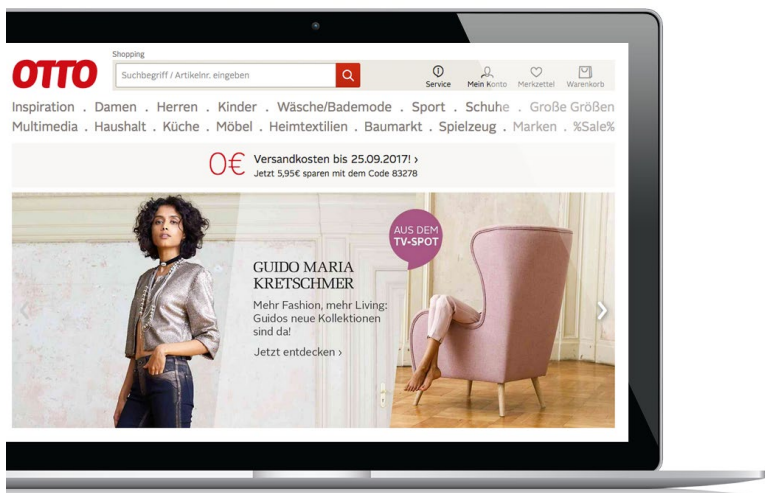 Shopping
OTTO
Suchbegriff / Artikelnr. eingeben
Service
Mein Konto
Merkzettel
Warenkorb
Inspiration . Damen . Herren . Kinder . Wäsche/Bademode . Sport . Schuhe . Große Größen
Multimedia . Haushalt . Küche . Möbel . Heimtextilien . Baumarkt . Spielzeug . Marken . %Sale%
0€
Versandkosten bis 25.09.2017! ›
Jetzt 5,95€ sparen mit dem Code 83278
AUS DEM
TV-SPOT
GUIDO MARIA
KRETSCHMER
Mehr Fashion, mehr Living:
Guidos neue Kollektionen
sind da!
Jetzt entdecken ›